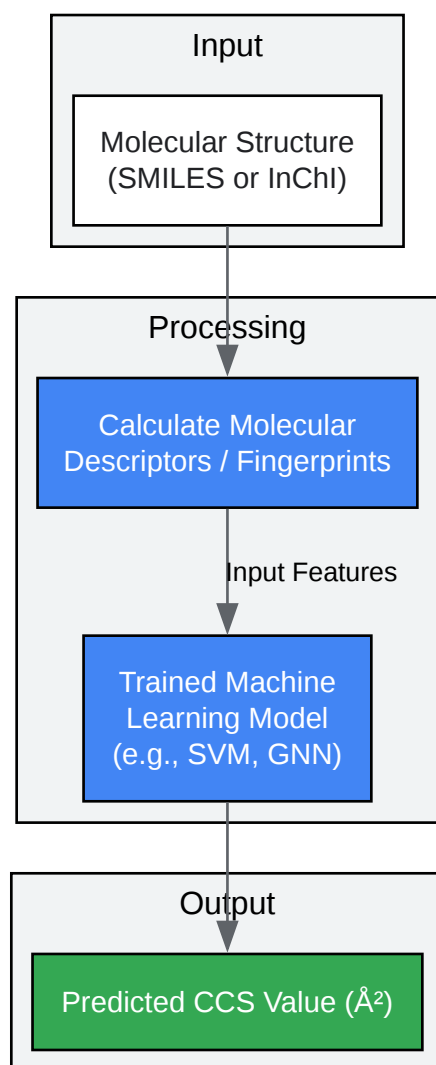 Input
Molecular Structure
(SMILES or InChI)
Processing
Calculate Molecular
Descriptors / Fingerprints
Input Features
Trained Machine
Learning Model
(e.g., SVM, GNN)
Output
Predicted CCS Value (Å²)